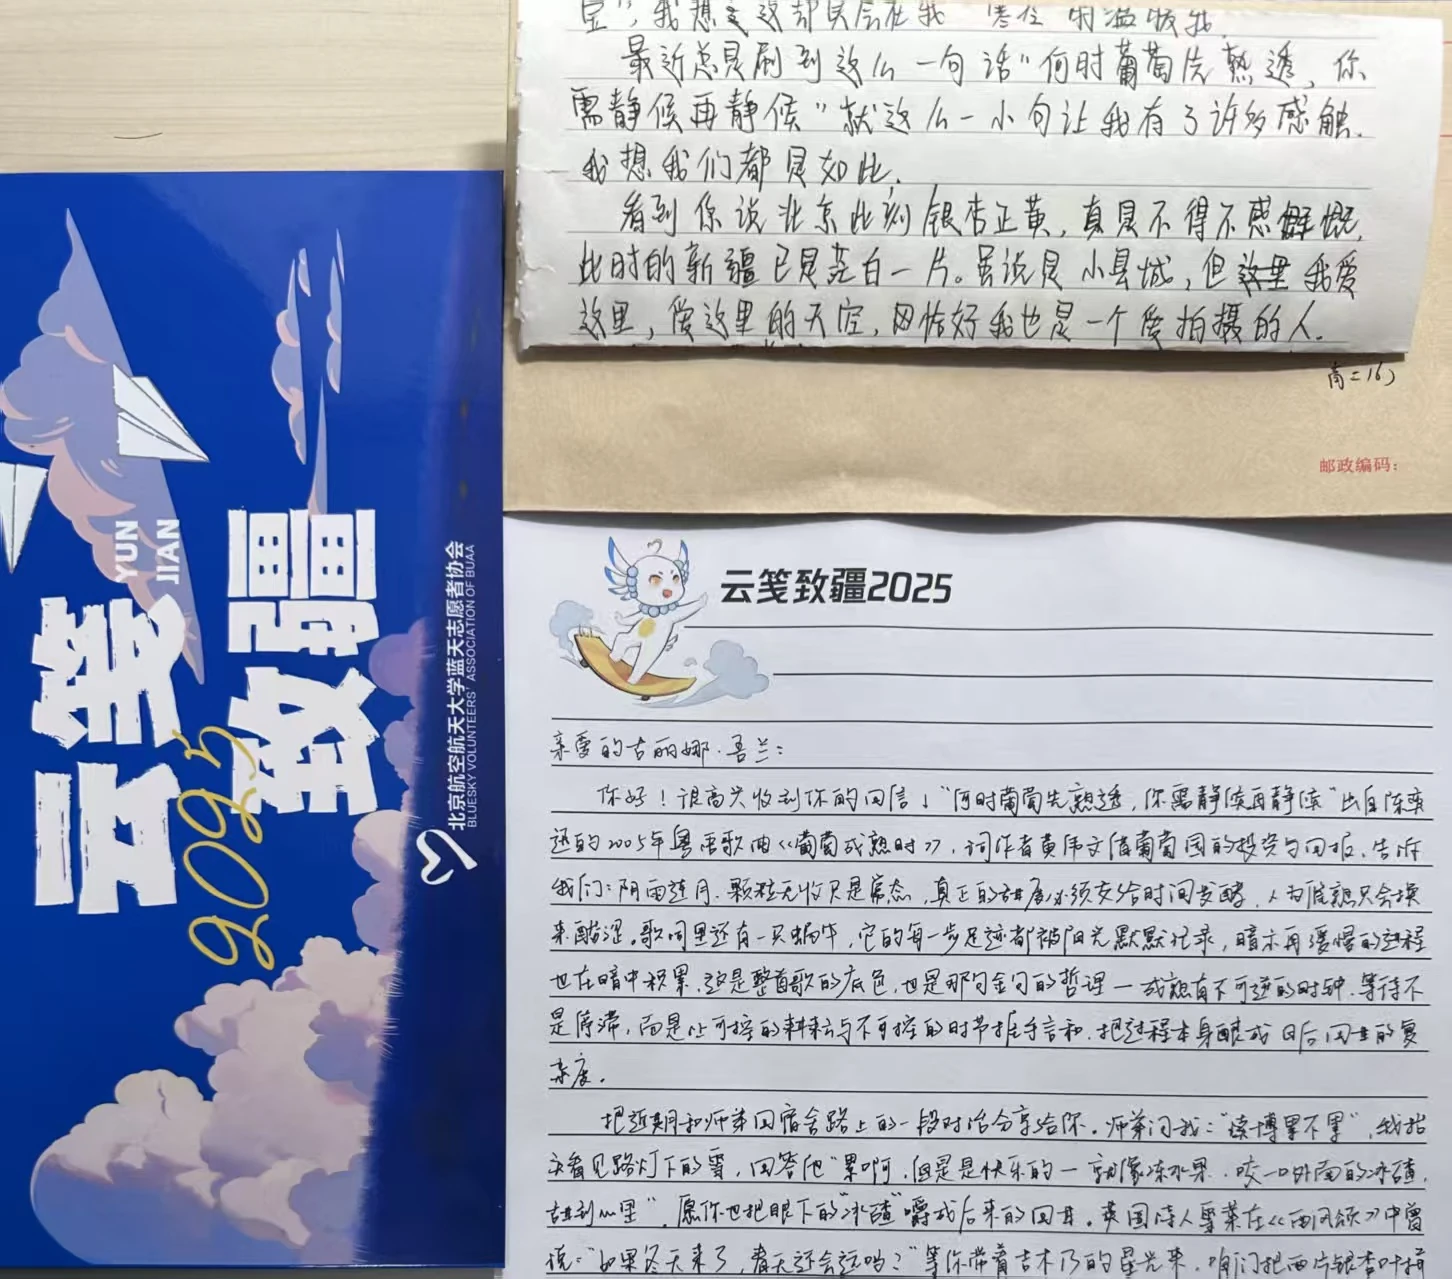 最近总是刷到这么一句话"何时葡萄先熟透,你
需静候再静候"就这么一小句让我有了许多感触.
我想我们都是如此.
看到你说北京此刻银杏正黄,真是不得不感慨,
此时的新疆已是茫白一片。虽说是小县城,但我爱
这里,爱这里的天空,因恰好我也是一个爱拍摄的人.
高二(6)
邮政编码:
云笺
YUN
JIAN
致疆
2025
北京航空航天大学蓝天志愿者协会
BLUESKY VOLUNTEERS' ASSOCIATION OF BUAA
云笺致疆2025
亲爱的古丽娜·吾兰:
你好!很高兴收到你的回信!"何时葡萄先熟透,你需静候再静候"出自陈奕
迅的2005年粤语歌曲《葡萄成熟时》,词作者黄伟文借葡萄园的投资与回报,告诉
我们:阴雨连月、颗粒无收只是常态,真正的甜度必须交给时间发酵,人为催熟只会换
来酸涩。歌词里还有一只蜗牛,它的每一步足迹都被阳光默默记录,暗示再缓慢的进程
也在暗中积累.这是整首歌的底色,也是那句金句的哲理—成熟有不可逆的时钟,等待不
是停滞,而是让可控的耕耘与不可控的时节握手言和,把过程本身酿成日后回甘的复
杂度.
把近期和师弟回宿舍路上的一段对话分享给你.师弟问我:"读博累不累",我抬
头看见路灯下的雪,回答他"累啊,但是是快乐的—就像冻水果,咬一口外面的冰碴,
甜到心里".愿你也把眼下的"冰碴"嚼成后来的回甘.英国诗人雪莱在《西风颂》中曾
说:"如果冬天来了,春天还会远吗?"等你带着吉木乃的星光来,咱们把两片银杏叶